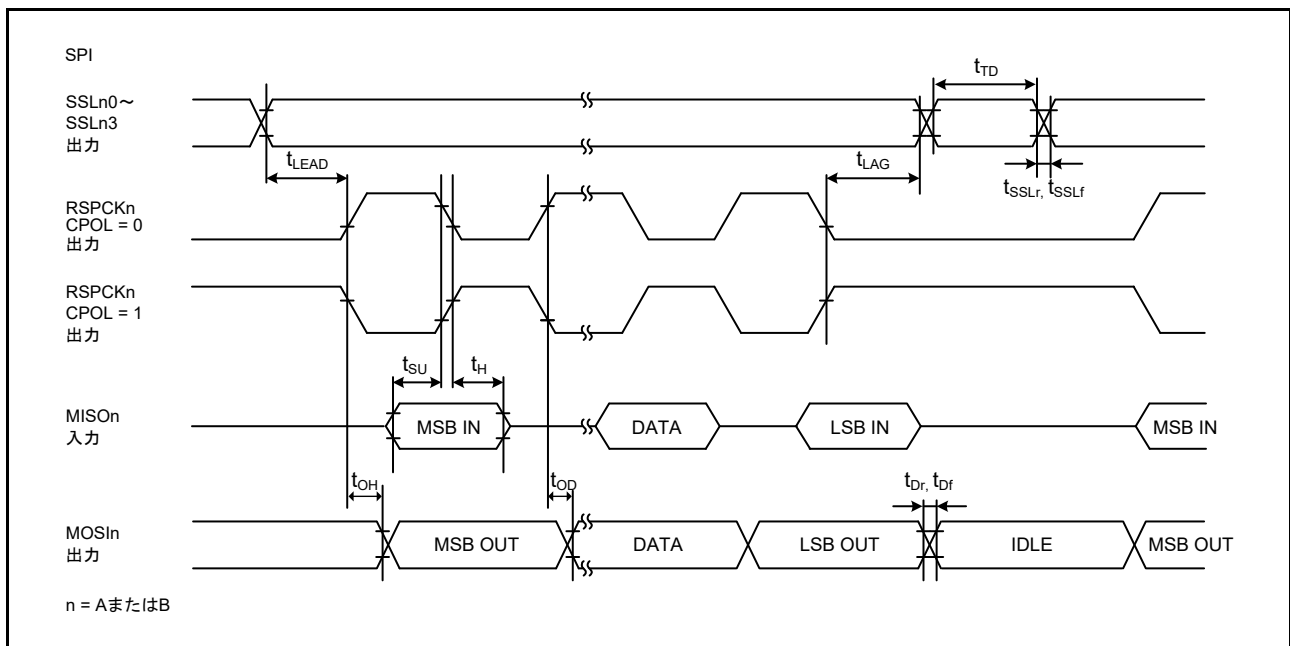 SPI
SSLn0～
SSLn3
出力
tTD
tLEAD
tLAG
tSSLr, tSSLf
RSPCKn
CPOL = 0
出力
RSPCKn
CPOL = 1
出力
tSU
tH
MISOn
入力
MSB IN
DATA
LSB IN
MSB IN
tOH
tOD
tDr, tDf
MOSIn
出力
MSB OUT
DATA
LSB OUT
IDLE
MSB OUT
n = AまたはB